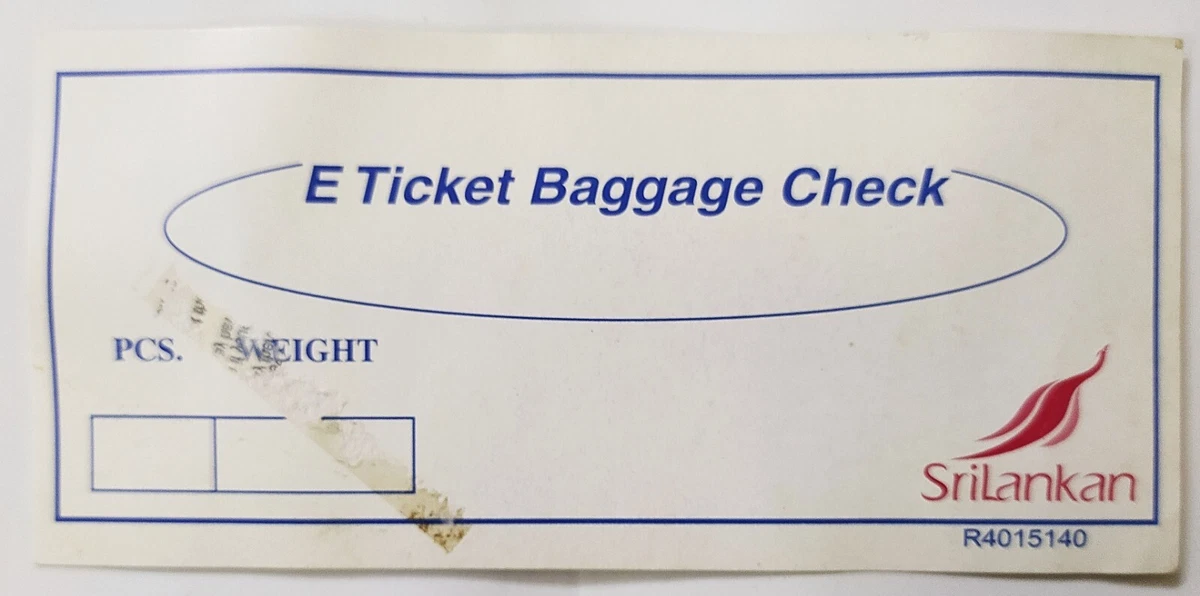 E Ticket Baggage Check
PCS. WEIGHT
SriLankan
R4015140